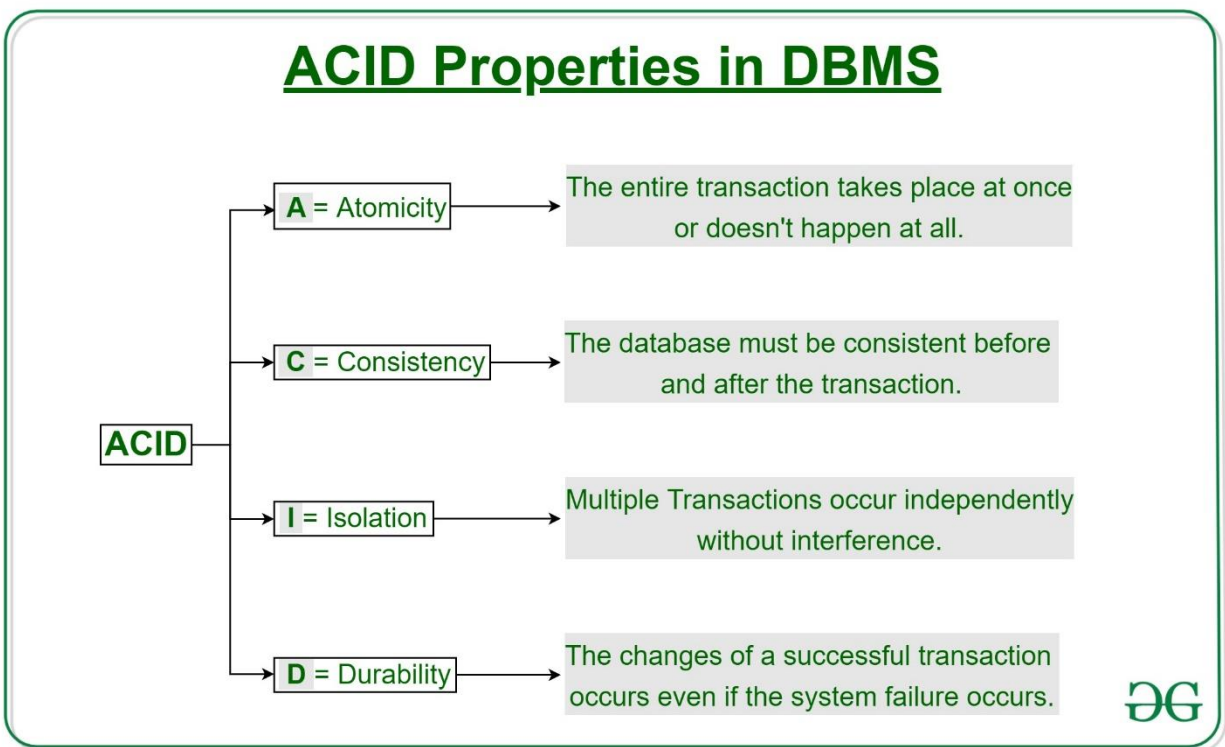 ACID Properties in DBMS
A = Atomicity
The entire transaction takes place at once
or doesn't happen at all.
C = Consistency
The database must be consistent before
and after the transaction.
ACID
I = Isolation
Multiple Transactions occur independently
without interference.
D = Durability
The changes of a successful transaction
occurs even if the system failure occurs.